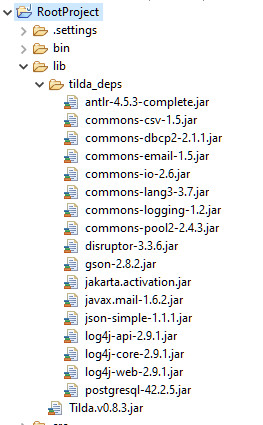 RootProject
.settings
bin
lib
tilda_deps
antlr-4.5.3-complete.jar
commons-csv-1.5.jar
commons-dbcp2-2.1.1.jar
commons-email-1.5.jar
commons-io-2.6.jar
commons-lang3-3.7.jar
commons-logging-1.2.jar
commons-pool2-2.4.3.jar
disruptor-3.3.6.jar
gson-2.8.2.jar
jakarta.activation.jar
javax.mail-1.6.2.jar
json-simple-1.1.1.jar
log4j-api-2.9.1.jar
log4j-core-2.9.1.jar
log4j-web-2.9.1.jar
postgresql-42.2.5.jar
Tilda.v0.8.3.jar